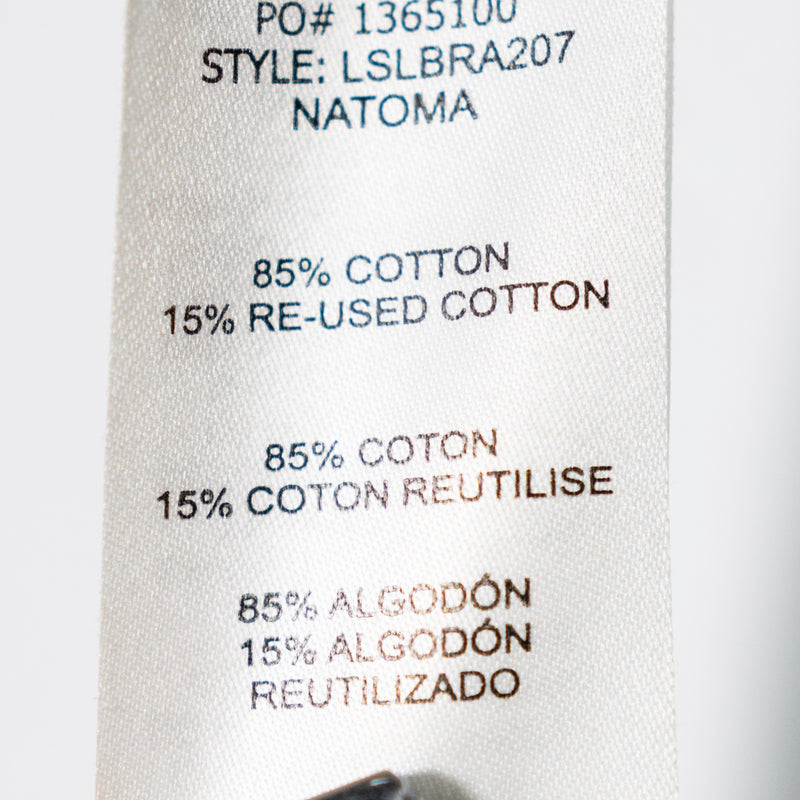 PO# 1365100
STYLE: LSLBRA207
NATOMA
85% COTTON
15% RE-USED COTTON
85% COTON
15% COTON REUTILISE
85% ALGODÓN
15% ALGODÓN
REUTILIZADO